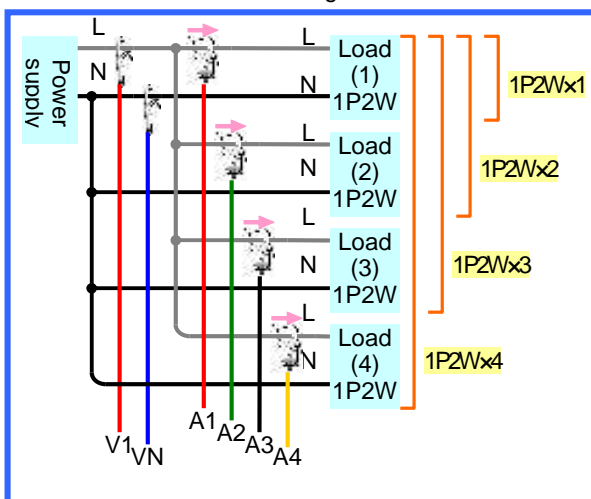 L
N
Power
supply
L
N
Load
(1)
1P2W
L
N
Load
(2)
1P2W
L
N
Load
(3)
1P2W
L
N
Load
(4)
1P2W
1P2W×1
1P2W×2
1P2W×3
1P2W×4
V1
VN
A1
A2
A3
A4